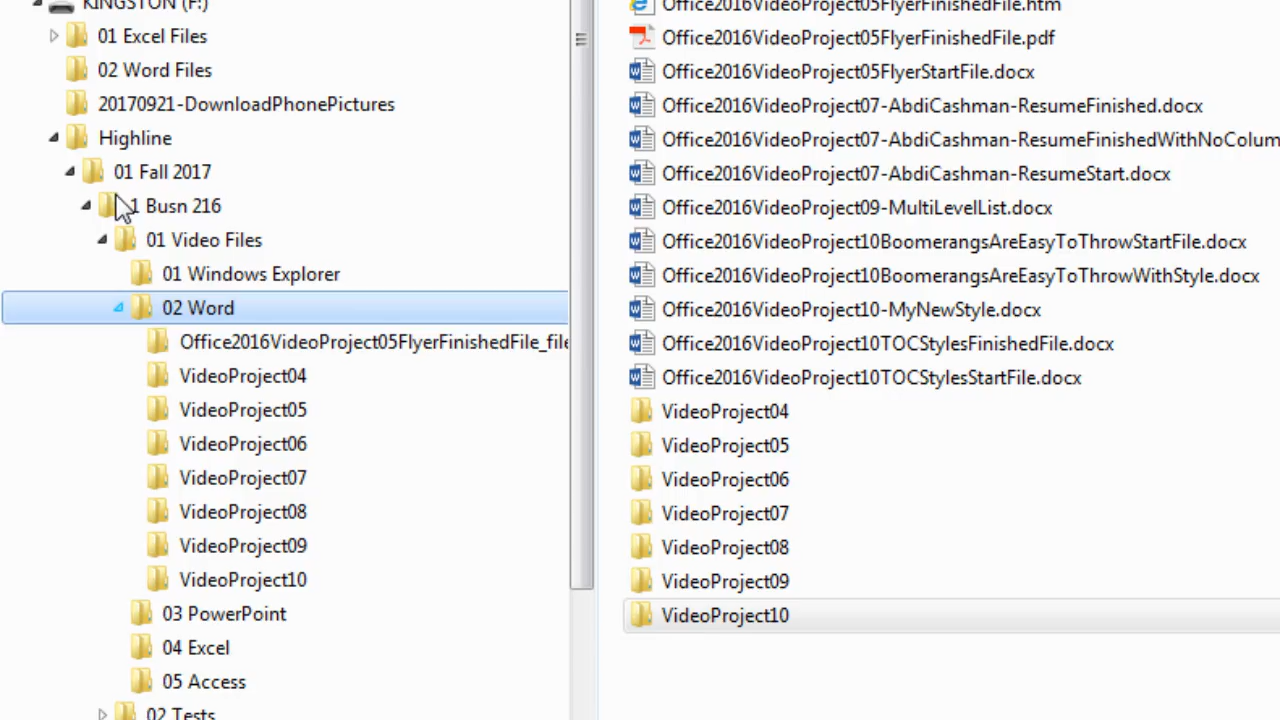 KINGSTON (F:)
01 Excel Files
02 Word Files
20170921-DownloadPhonePictures
Highline
01 Fall 2017
1 Busn 216
01 Video Files
01 Windows Explorer
02 Word
Office2016VideoProject05FlyerFinishedFile_file
VideoProject04
VideoProject05
VideoProject06
VideoProject07
VideoProject08
VideoProject09
VideoProject10
03 PowerPoint
04 Excel
05 Access
02 Tests
Office2016VideoProject05FlyerFinishedFile.htm
Office2016VideoProject05FlyerFinishedFile.pdf
Office2016VideoProject05FlyerStartFile.docx
Office2016VideoProject07-AbdiCashman-ResumeFinished.docx
Office2016VideoProject07-AbdiCashman-ResumeFinishedWithNoColum
Office2016VideoProject07-AbdiCashman-ResumeStart.docx
Office2016VideoProject09-MultiLevelList.docx
Office2016VideoProject10BoomerangsAreEasyToThrowStartFile.docx
Office2016VideoProject10BoomerangsAreEasyToThrowWithStyle.docx
Office2016VideoProject10-MyNewStyle.docx
Office2016VideoProject10TOCStylesFinishedFile.docx
Office2016VideoProject10TOCStylesStartFile.docx
VideoProject04
VideoProject05
VideoProject06
VideoProject07
VideoProject08
VideoProject09
VideoProject10